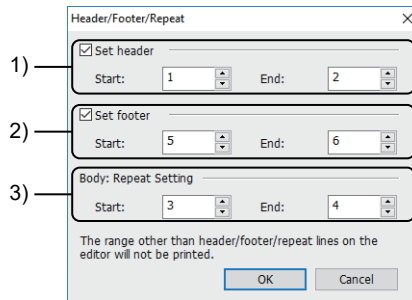 Header/Footer/Repeat
1)
Set header
Start: 1 End: 2
2)
Set footer
Start: 5 End: 6
3)
Body: Repeat Setting
Start: 3 End: 4
The range other than header/footer/repeat lines on the
editor will not be printed.
OK Cancel